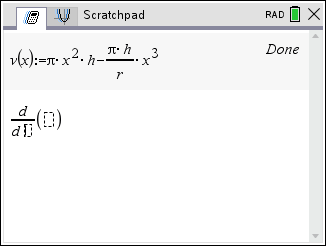 Scratchpad RAD
v(x):=π·x²·h−(π·h)/r·x³ Done
d/d▯(▯)